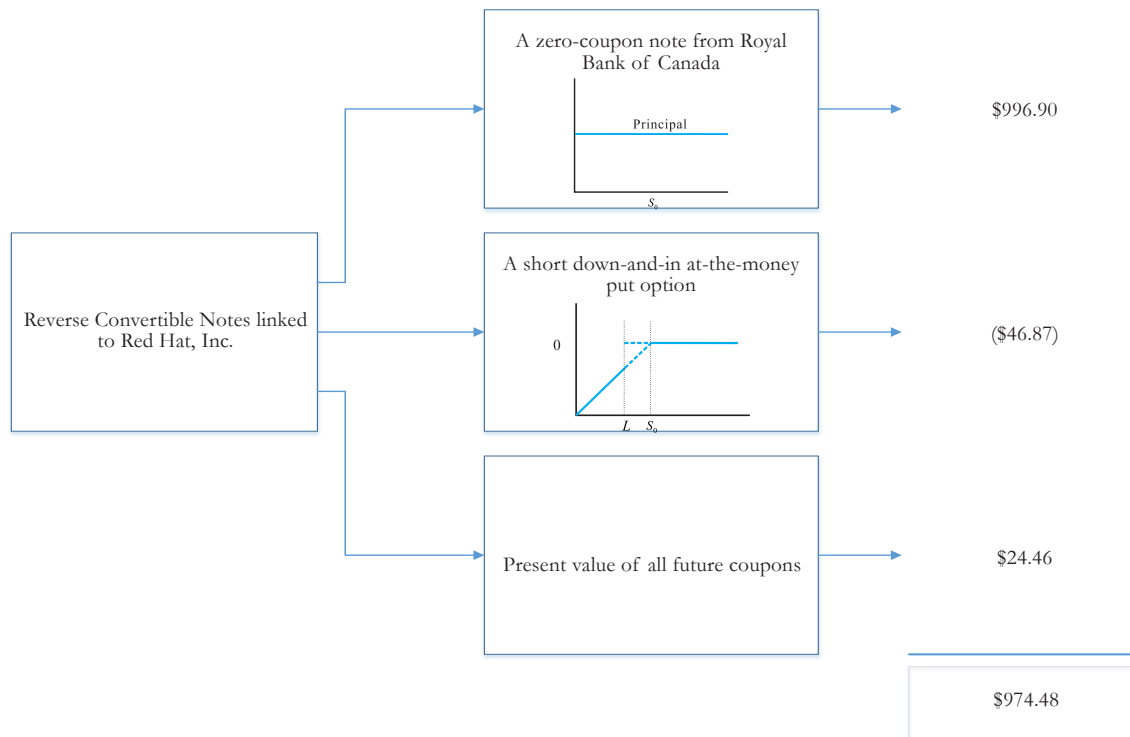 A zero-coupon note from Royal
Bank of Canada
Principal
S₀
$996.90
Reverse Convertible Notes linked
to Red Hat, Inc.
A short down-and-in at-the-money
put option
0
L S₀
($46.87)
Present value of all future coupons
$24.46
$974.48